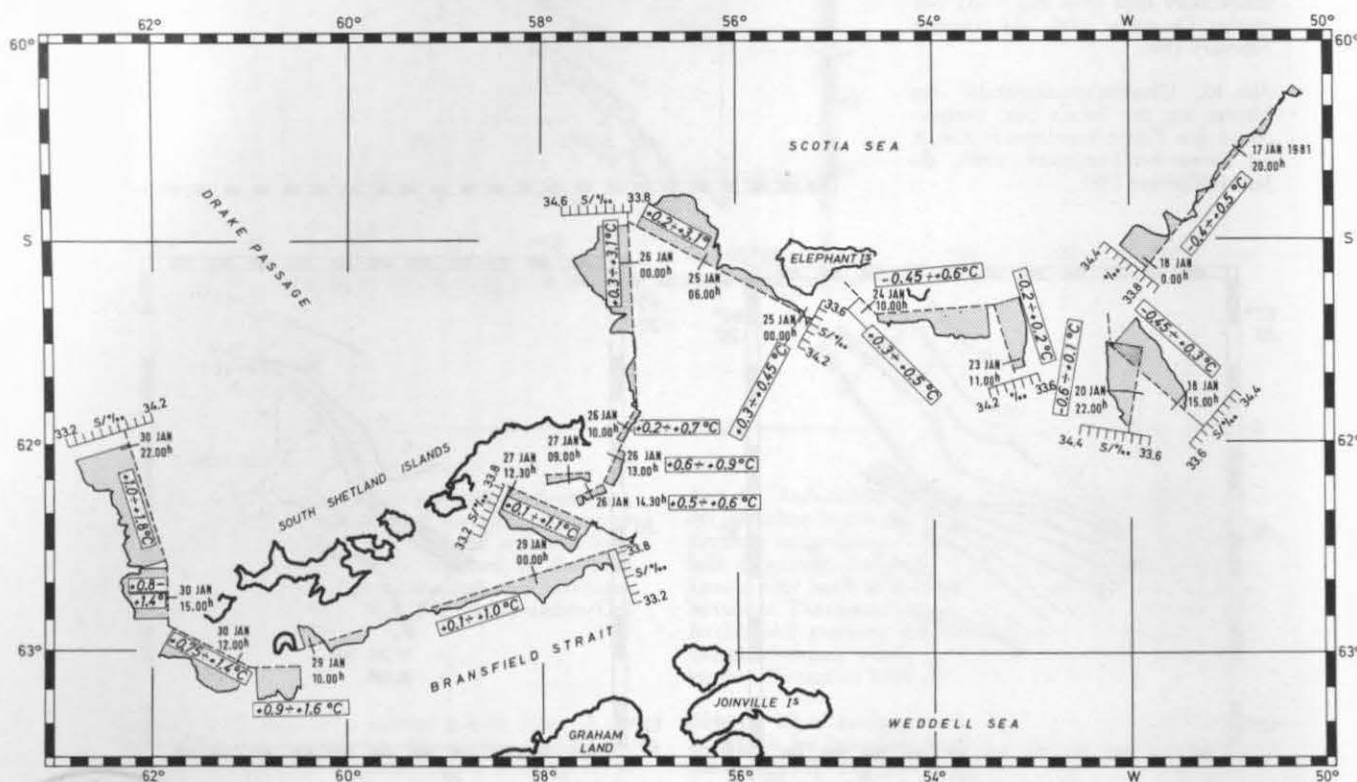 62°
60°
58°
56°
54°
W
50°
60°
60°
SCOTIA SEA
17 JAN 1981
20.00h
DRAKE PASSAGE
34.6 S/‰ 33.8
+0.2÷+3.1°
-0.4÷+0.5°C
S
S
26 JAN
00.00h
+0.3÷+3.1°C
ELEPHANT Is
25 JAN
06.00h
-0.45÷+0.6°C
24 JAN
10.00h
34.4
‰
33.8
18 JAN
0.00h
33.6
S/‰
34.2
25 JAN
00.00h
-0.2÷+0.2°C
-0.45÷+0.3°C
+0.3÷+0.5°C
23 JAN
11.00h
34.2 ‰ 33.6
-0.6÷+0.1°C
+0.3÷+0.45°C
20 JAN
22.00h
18 JAN
15.00h
34.4
S/‰
33.6
34.4 S/‰ 33.6
33.2 S/‰ 34.2
30 JAN
22.00h
26 JAN
10.00h
+0.2÷+0.7°C
62°
62°
27 JAN
09.00h
27 JAN
12.30h
26 JAN
13.00h
+0.6÷+0.9°C
SOUTH SHETLAND ISLANDS
33.8
S/‰
33.2
26 JAN 14.30h
+0.5÷+0.6°C
+1.0÷+1.8°C
+0.1÷+1.1°C
29 JAN
00.00h
33.8
S/‰
33.2
+0.8-
+1.4°
30 JAN
15.00h
+0.1÷+1.0°C
30 JAN
12.00h
63°
63°
29 JAN
10.00h
BRANSFIELD STRAIT
+0.9÷+1.6°C
JOINVILLE Is
WEDDELL SEA
GRAHAM
LAND
62°
60°
58°
56°
54°
W
50°